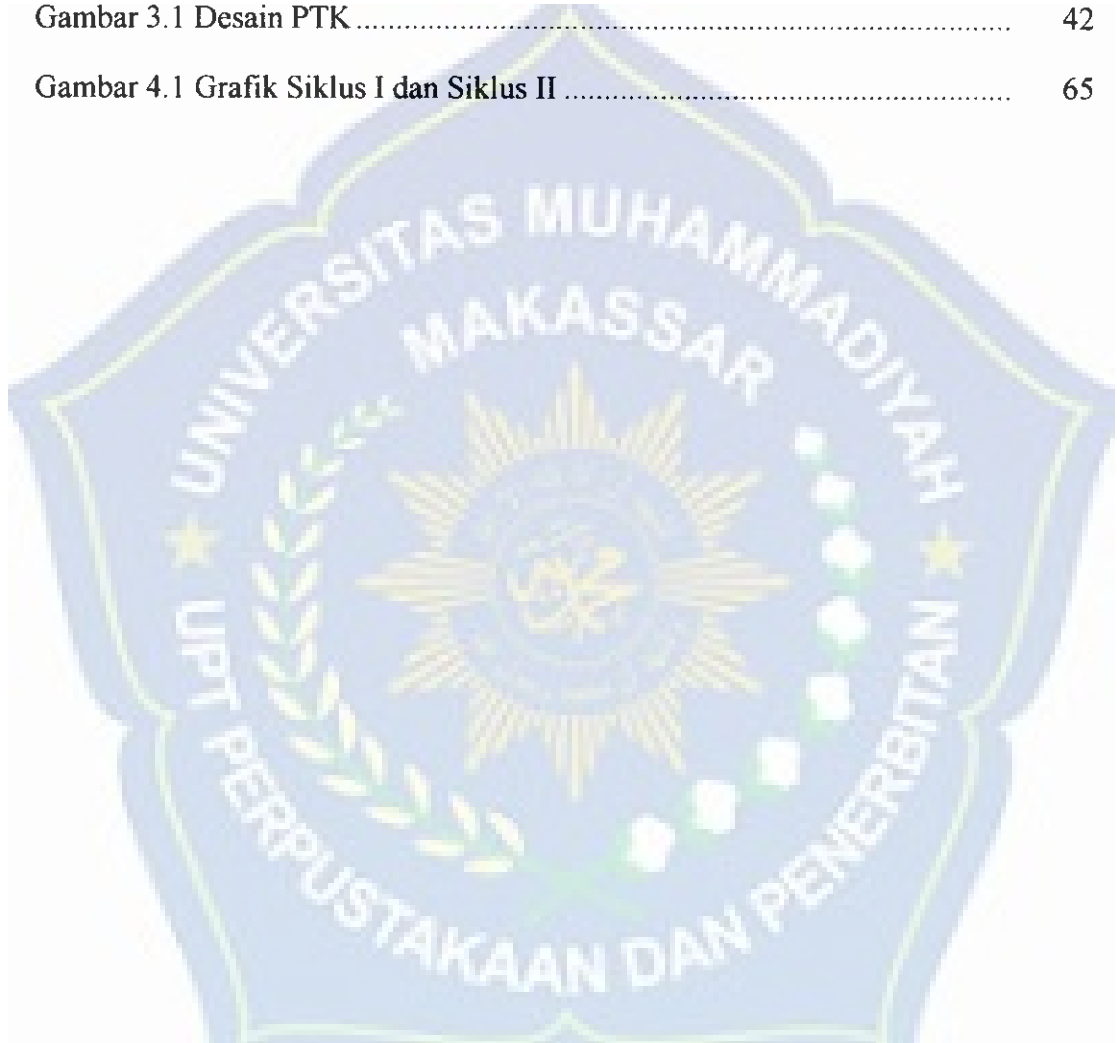 Gambar 3.1 Desain PTK ........................................................................ 42
Gambar 4.1 Grafik Siklus I dan Siklus II ................................................. 65
UNIVERSITAS MUHAMMADIYAH
MAKASSAR
UPT PERPUSTAKAAN DAN PENERBITAN